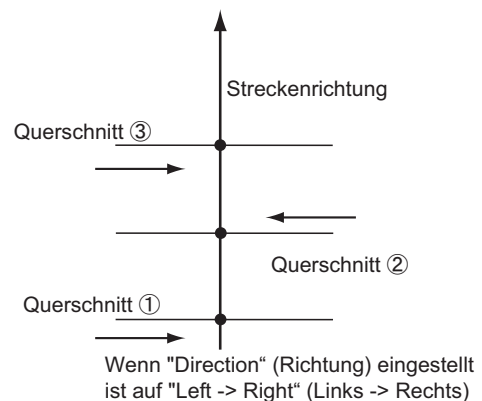 Streckenrichtung
Querschnitt ③
Querschnitt ②
Querschnitt ①
Wenn "Direction“ (Richtung) eingestellt
ist auf "Left -> Right“ (Links -> Rechts)